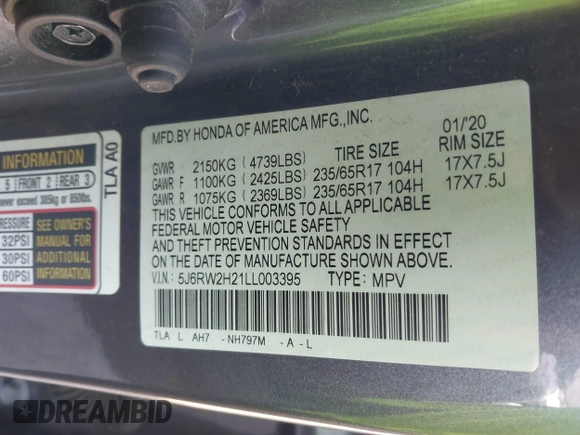 INFORMATION
5 FRONT 2 REAR 3
never exceed 385kg or 850lbs.
PRESSURE
32PSI
30PSI
60PSI
SEE OWNER'S
MANUAL FOR
ADDITIONAL
INFORMATION
TLA A0
MFD.BY HONDA OF AMERICA MFG.,INC. 01/'20
TIRE SIZE RIM SIZE
GVWR : 2150KG (4739LBS)
GAWR F 1100KG (2425LBS) 235/65R17 104H 17X7.5J
GAWR R 1075KG (2369LBS) 235/65R17 104H 17X7.5J
THIS VEHICLE CONFORMS TO ALL APPLICABLE
FEDERAL MOTOR VEHICLE SAFETY
AND THEFT PREVENTION STANDARDS IN EFFECT
ON THE DATE OF MANUFACTURE SHOWN ABOVE.
V.I.N.: 5J6RW2H21LL003395 TYPE: MPV
TLA L AH7 - NH797M - A - L
DREAMBID